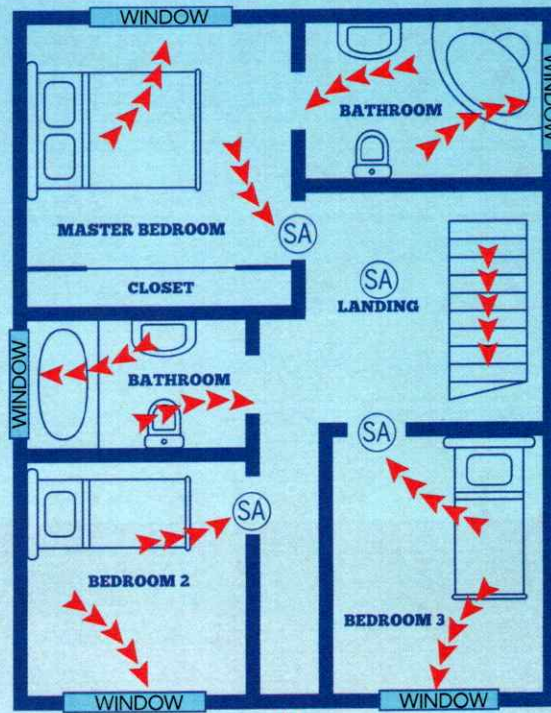 WINDOW
WINDOW
BATHROOM
MASTER BEDROOM
SA
SA
CLOSET
LANDING
WINDOW
BATHROOM
SA
SA
BEDROOM 2
BEDROOM 3
WINDOW
WINDOW